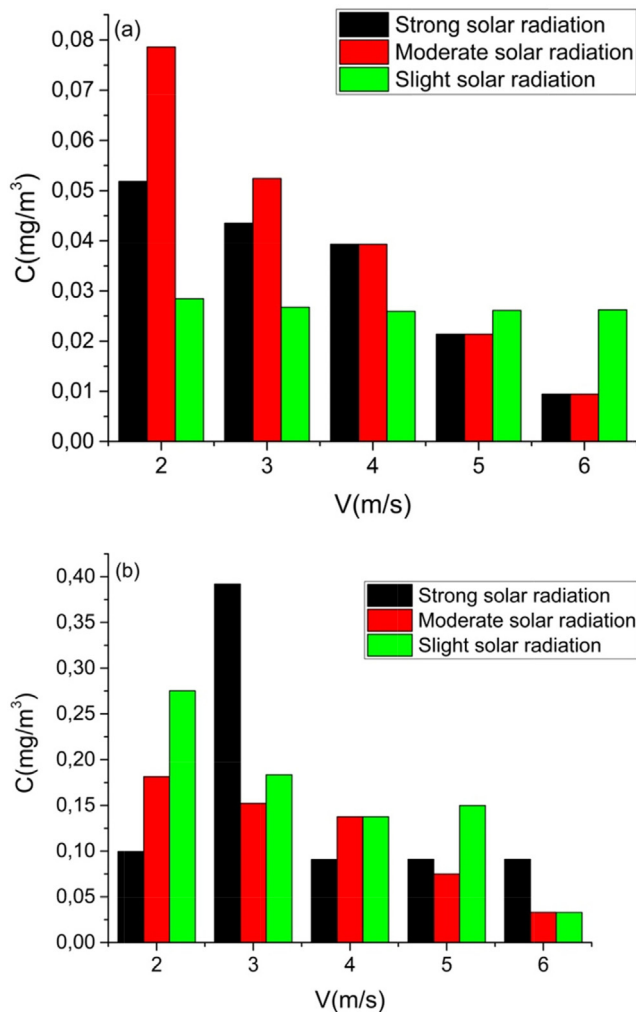 (a)
Strong solar radiation
Moderate solar radiation
Slight solar radiation
0,08
0,07
0,06
0,05
0,04
0,03
0,02
0,01
0,00
C(mg/m³)
2 3 4 5 6
V(m/s)
(b)
Strong solar radiation
Moderate solar radiation
Slight solar radiation
0,40
0,35
0,30
0,25
0,20
0,15
0,10
0,05
0,00
C(mg/m³)
2 3 4 5 6
V(m/s)